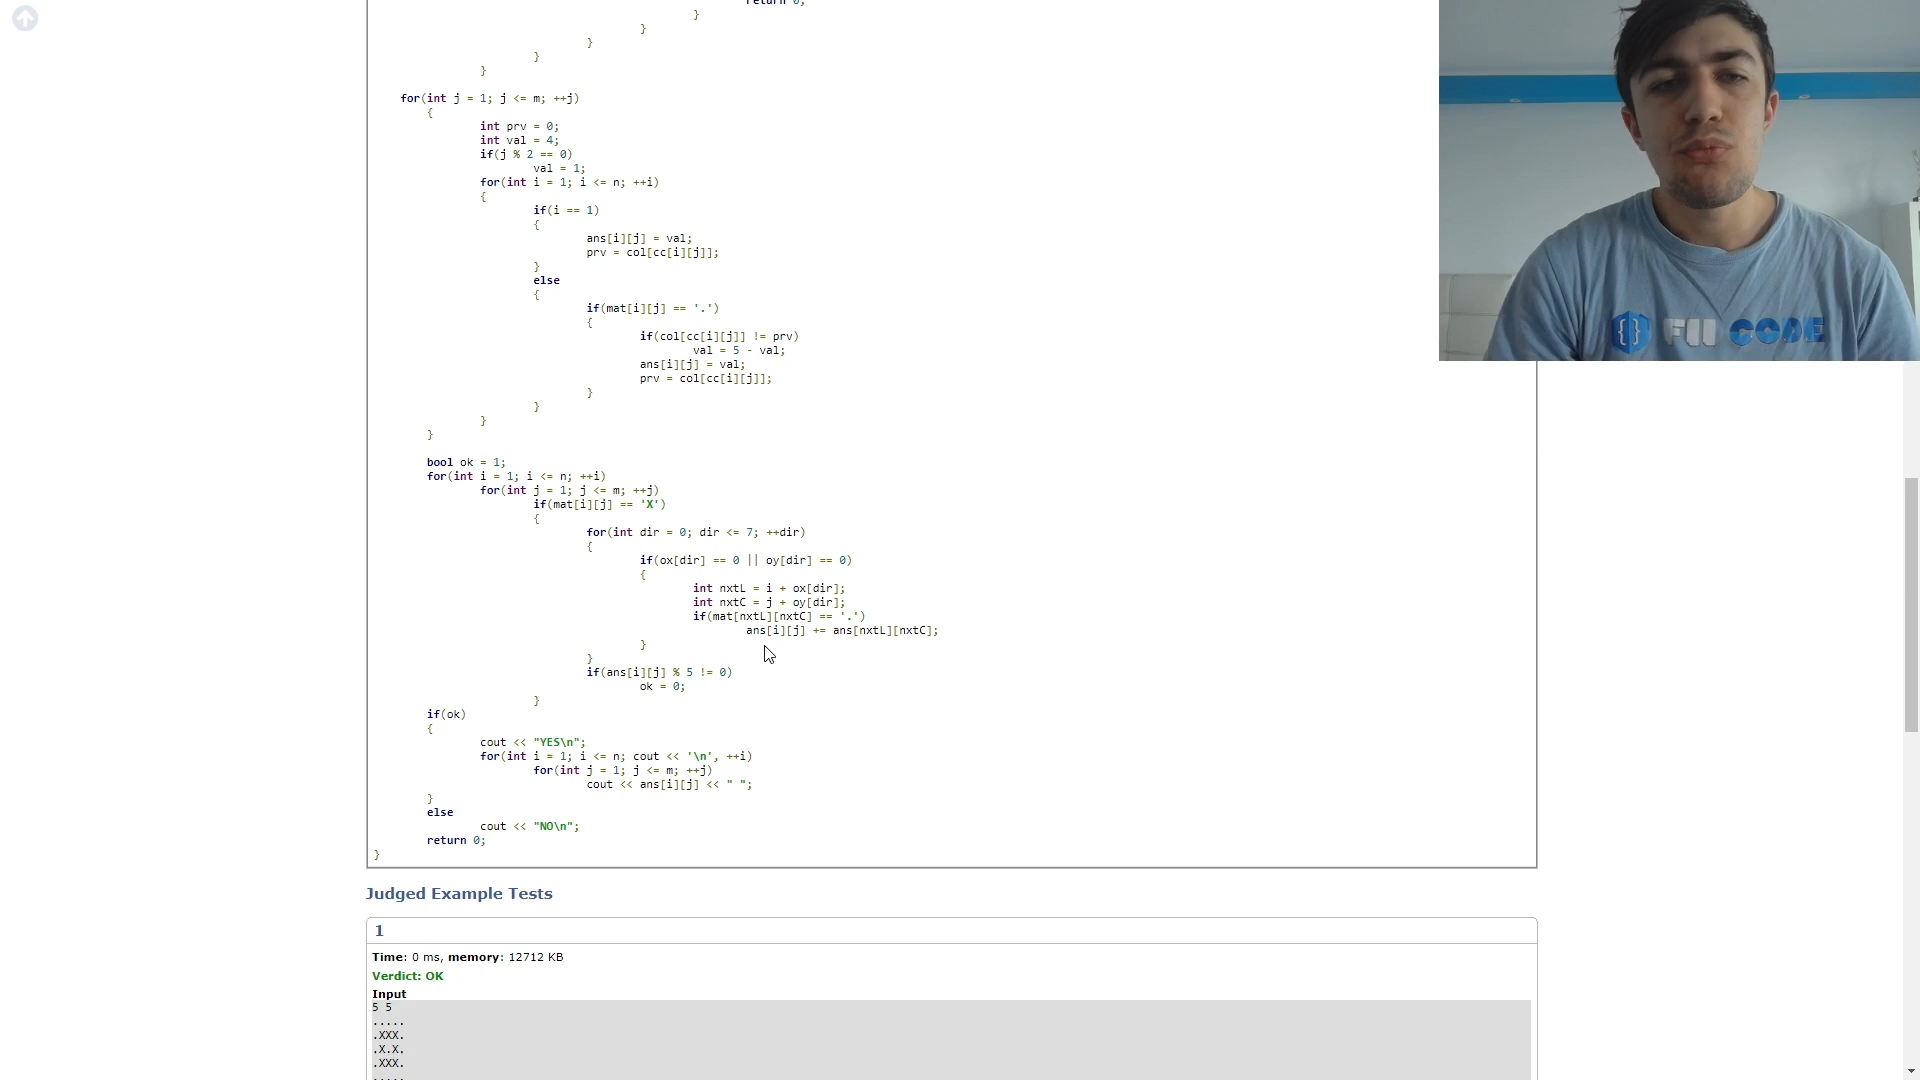 return 0;
}
}
}
}
}
for(int j = 1; j <= m; ++j)
{
int prv = 0;
int val = 4;
if(j % 2 == 0)
val = 1;
for(int i = 1; i <= n; ++i)
{
if(i == 1)
{
ans[i][j] = val;
prv = col[cc[i][j]];
}
else
{
if(mat[i][j] == '.')
{
if(col[cc[i][j]] != prv)
val = 5 - val;
ans[i][j] = val;
prv = col[cc[i][j]];
}
}
}
}
bool ok = 1;
for(int i = 1; i <= n; ++i)
for(int j = 1; j <= m; ++j)
if(mat[i][j] == 'X')
{
for(int dir = 0; dir <= 7; ++dir)
{
if(ox[dir] == 0 || oy[dir] == 0)
{
int nxtL = i + ox[dir];
int nxtC = j + oy[dir];
if(mat[nxtL][nxtC] == '.')
ans[i][j] += ans[nxtL][nxtC];
}
}
if(ans[i][j] % 5 != 0)
ok = 0;
}
if(ok)
{
cout << "YES\n";
for(int i = 1; i <= n; cout << '\n', ++i)
for(int j = 1; j <= m; ++j)
cout << ans[i][j] << " ";
}
else
cout << "NO\n";
return 0;
}
Judged Example Tests
1
Time: 0 ms, memory: 12712 KB
Verdict: OK
Input
5 5
.....
.XXX.
.X.X.
.XXX.
.....
{} FII CODE